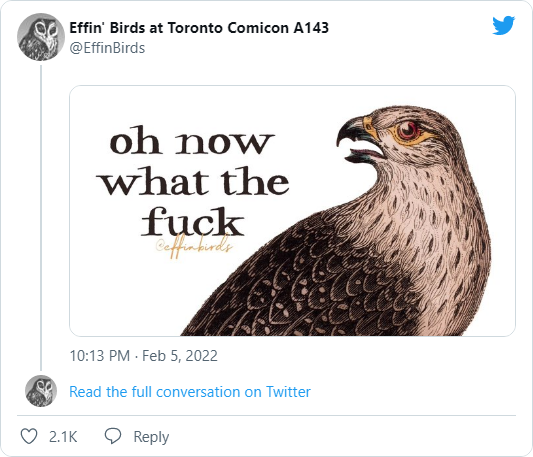 Effin' Birds at Toronto Comicon A143
@EffinBirds
oh now
what the
fuck
@effinbirds
10:13 PM · Feb 5, 2022
Read the full conversation on Twitter
2.1K
Reply